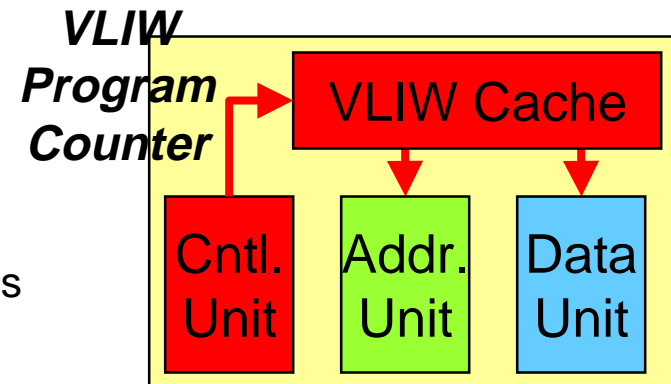 VLIW
Program
Counter
VLIW Cache
Cntl.
Unit
Addr.
Unit
Data
Unit
s